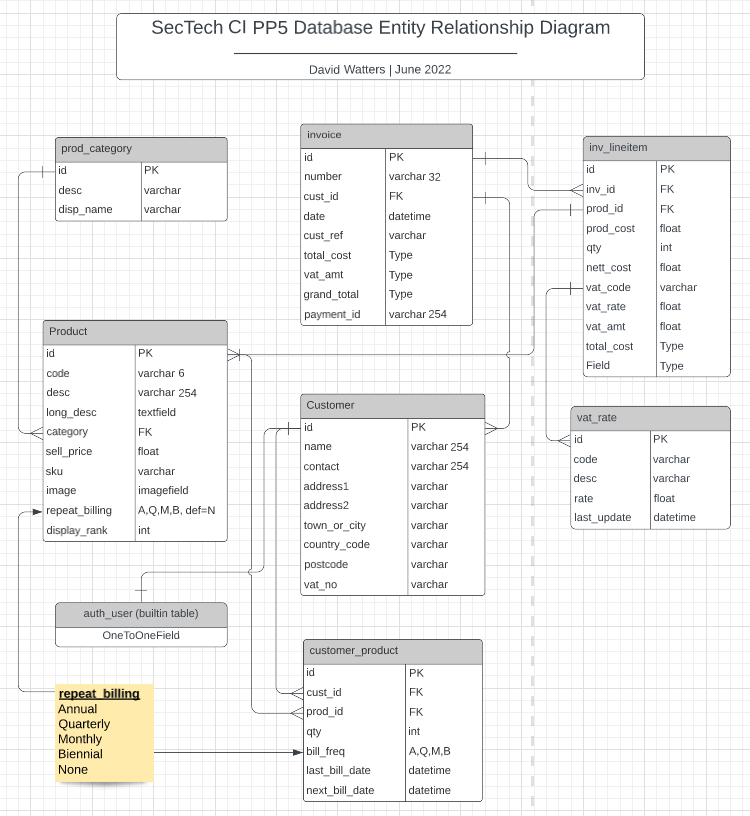 SecTech CI PP5 Database Entity Relationship Diagram
David Watters | June 2022
prod_category
id PK
desc varchar
disp_name varchar
invoice
id PK
number varchar 32
cust_id FK
date datetime
cust_ref varchar
total_cost Type
vat_amt Type
grand_total Type
payment_id varchar 254
inv_lineitem
id PK
inv_id FK
prod_id FK
prod_cost float
qty int
nett_cost float
vat_code varchar
vat_rate float
vat_amt float
total_cost Type
Field Type
Product
id PK
code varchar 6
desc varchar 254
long_desc textfield
category FK
sell_price float
sku varchar
image imagefield
repeat_billing A,Q,M,B, def=N
display_rank int
Customer
id PK
name varchar 254
contact varchar 254
address1 varchar
address2 varchar
town_or_city varchar
country_code varchar
postcode varchar
vat_no varchar
vat_rate
id PK
code varchar
desc varchar
rate float
last_update datetime
auth_user (builtin table)
OneToOneField
repeat_billing
Annual
Quarterly
Monthly
Biennial
None
customer_product
id PK
cust_id FK
prod_id FK
qty int
bill_freq A,Q,M,B
last_bill_date datetime
next_bill_date datetime